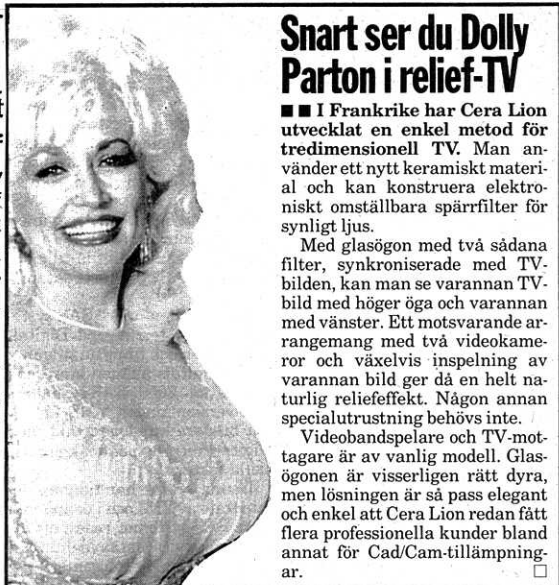 Snart ser du Dolly
Parton i relief-TV
■ ■ I Frankrike har Cera Lion
utvecklat en enkel metod för
tredimensionell TV. Man an-
vänder ett nytt keramiskt materi-
al och kan konstruera elektro-
niskt omställbara spärrfilter för
synligt ljus.
Med glasögon med två sådana
filter, synkroniserade med TV-
bilden, kan man se varannan TV-
bild med höger öga och varannan
med vänster. Ett motsvarande ar-
rangemang med två videokame-
ror och växelvis inspelning av
varannan bild ger då en helt na-
turlig reliefeffekt. Någon annan
specialutrustning behövs inte.
Videobandspelare och TV-mot-
tagare är av vanlig modell. Glas-
ögonen är visserligen rätt dyra,
men lösningen är så pass elegant
och enkel att Cera Lion redan fått
flera professionella kunder bland
annat för Cad/Cam-tillämpning-
ar. □